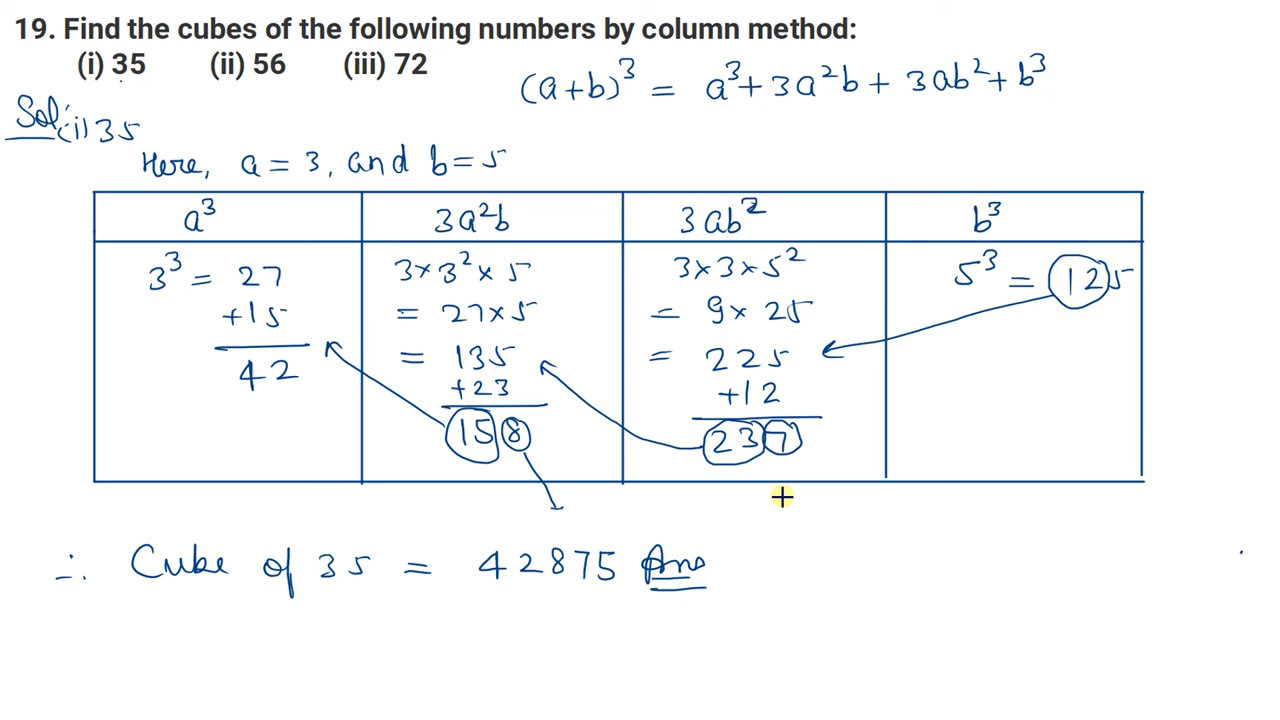 19. Find the cubes of the following numbers by column method:
(i) 35 (ii) 56 (iii) 72
(a+b)³ = a³+3a²b+3ab²+b³
Sol: (i) 35
Here, a = 3, and b = 5
a³ 3a²b 3ab² b³
3³ = 27 3×3²×5 3×3×5² 5³ = 125
+15 = 27×5 = 9×25
42 = 135 = 225
+23 +12
158 237
∴ Cube of 35 = 42875 Ans